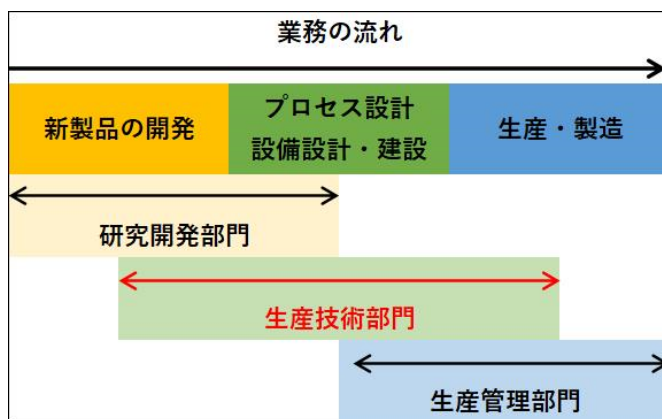 業務の流れ
新製品の開発
プロセス設計
設備設計・建設
生産・製造
研究開発部門
生産技術部門
生産管理部門